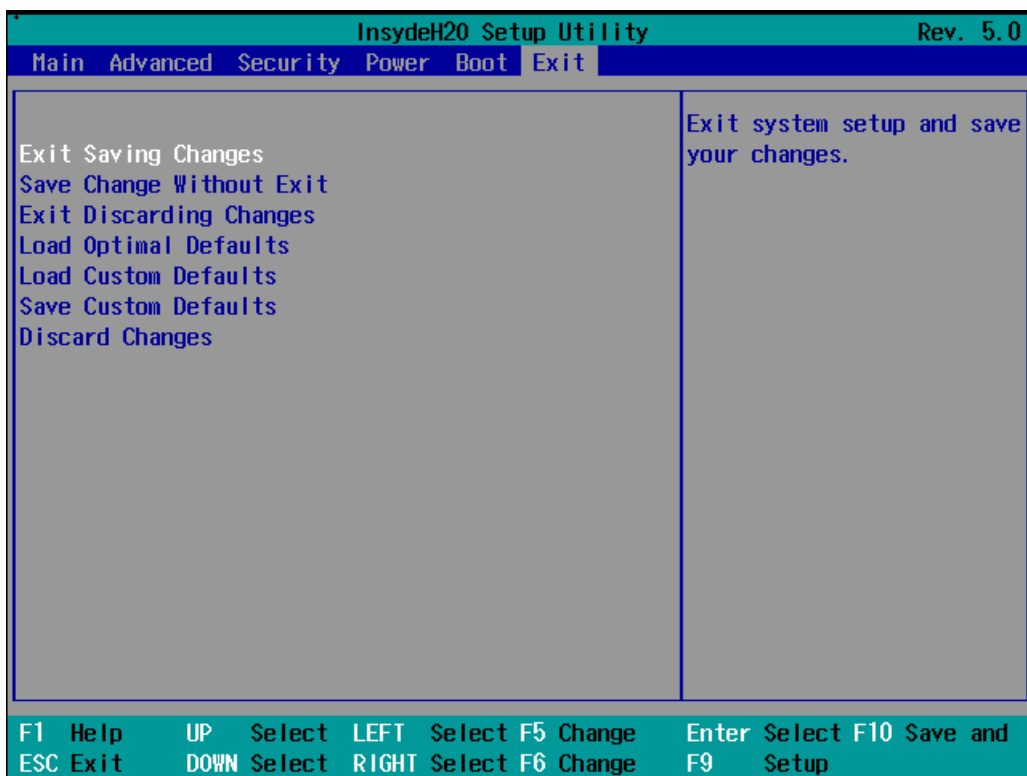 InsydeH20 Setup Utility Rev. 5.0
Main Advanced Security Power Boot Exit
Exit Saving Changes
Save Change Without Exit
Exit Discarding Changes
Load Optimal Defaults
Load Custom Defaults
Save Custom Defaults
Discard Changes
Exit system setup and save
your changes.
F1 Help UP Select LEFT Select F5 Change Enter Select F10 Save and
ESC Exit DOWN Select RIGHT Select F6 Change F9 Setup